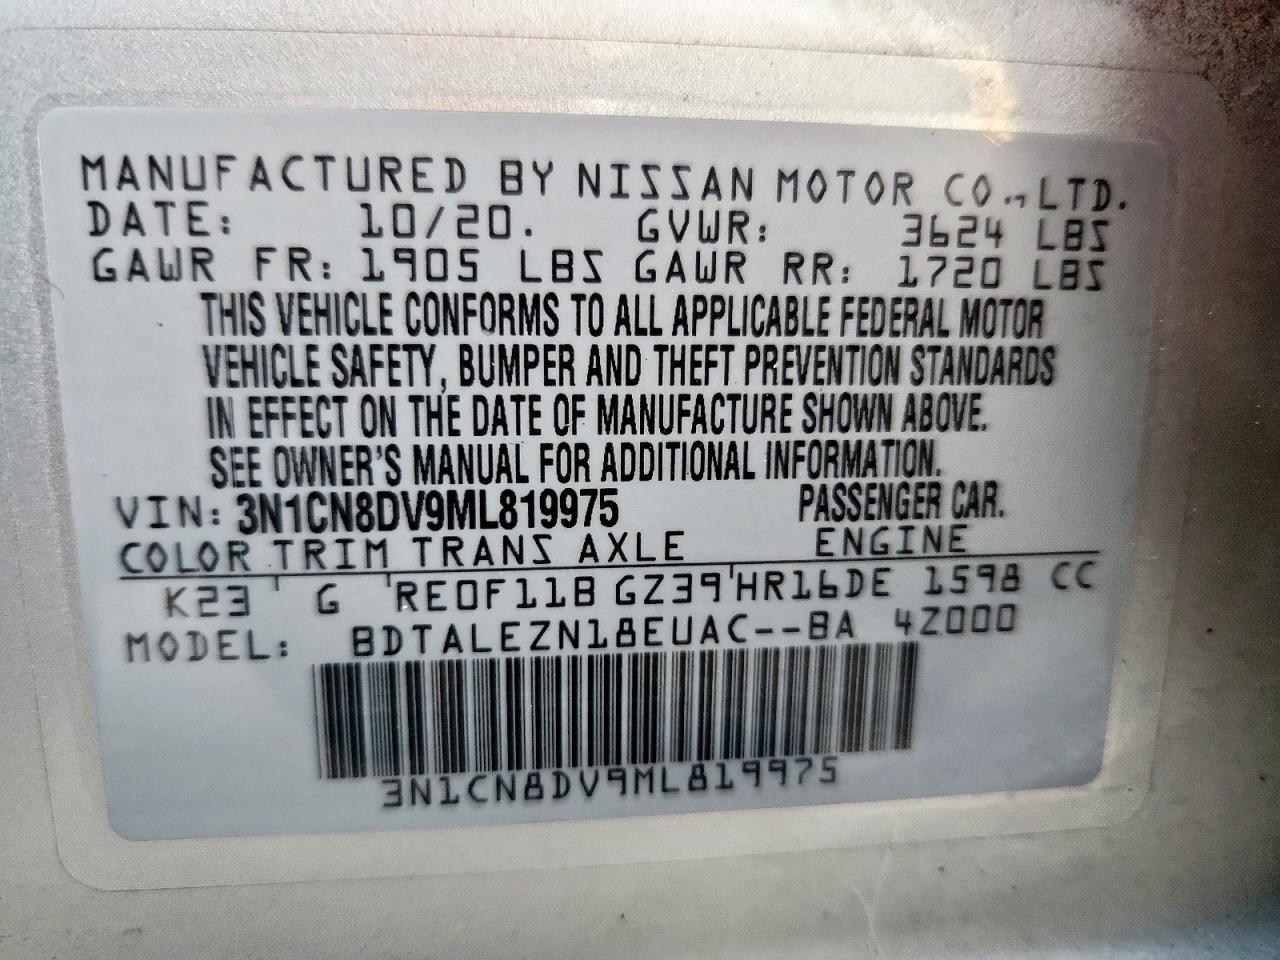 MANUFACTURED BY NISSAN MOTOR CO., LTD.
DATE: 10/20. GVWR: 3624 LBS
GAWR FR: 1905 LBS GAWR RR: 1720 LBS
THIS VEHICLE CONFORMS TO ALL APPLICABLE FEDERAL MOTOR
VEHICLE SAFETY, BUMPER AND THEFT PREVENTION STANDARDS
IN EFFECT ON THE DATE OF MANUFACTURE SHOWN ABOVE.
SEE OWNER'S MANUAL FOR ADDITIONAL INFORMATION.
VIN: 3N1CN8DV9ML819975 PASSENGER CAR.
COLOR TRIM TRANS AXLE ENGINE
K23 ' G 'RE0F11B GZ39'HR16DE 1598 CC
MODEL: BDTALEZN18EUAC--BA 4Z000
3N1CN8DV9ML819975